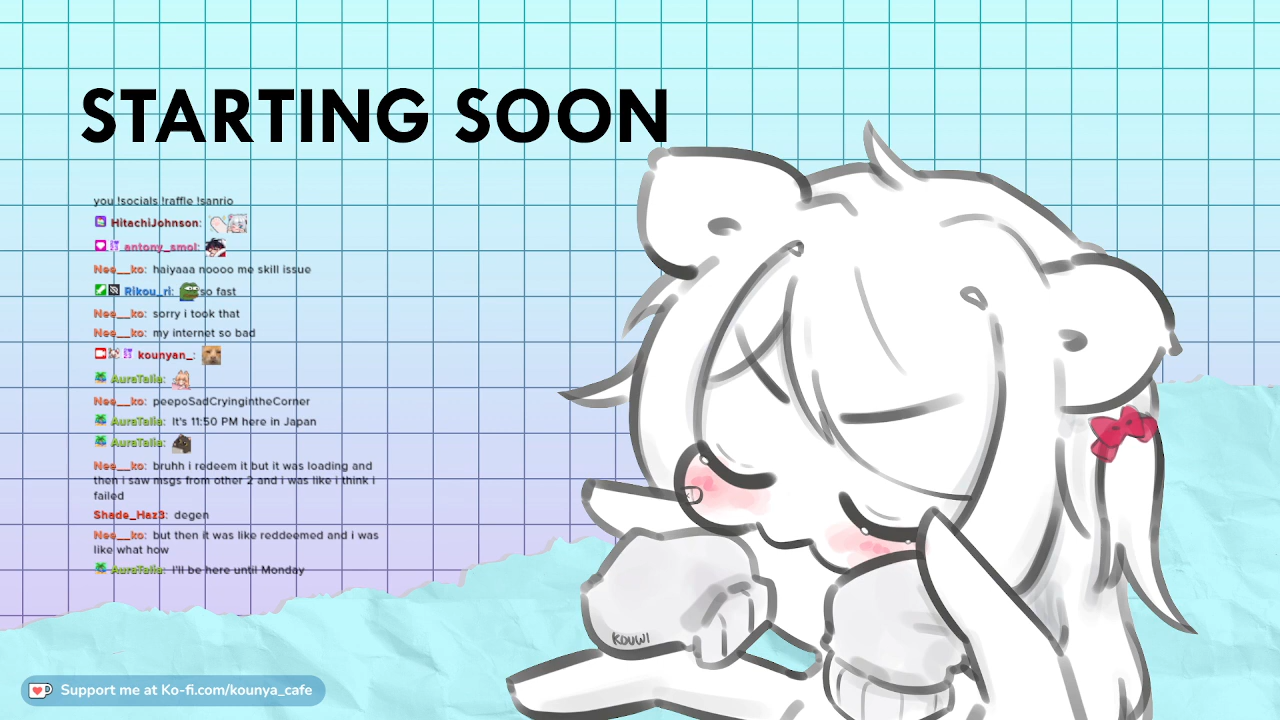 STARTING SOON
you !socials !raffle !sanrio
HitachiJohnson:
_antony_smol:
Nee__ko: haiyaaa noooo me skill issue
Rikou_ri: so fast
Nee__ko: sorry i took that
Nee__ko: my internet so bad
kounyan_:
AuraTalia:
Nee__ko: peepoSadCryingintheCorner
AuraTalia: It's 11:50 PM here in Japan
AuraTalia:
Nee__ko: bruhh i redeem it but it was loading and
then i saw msgs from other 2 and i was like i think i
failed
Shade_Haz3: degen
Nee__ko: but then it was like reddeemed and i was
like what how
AuraTalia: I'll be here until Monday
KOUWI
Support me at Ko-fi.com/kounya_cafe